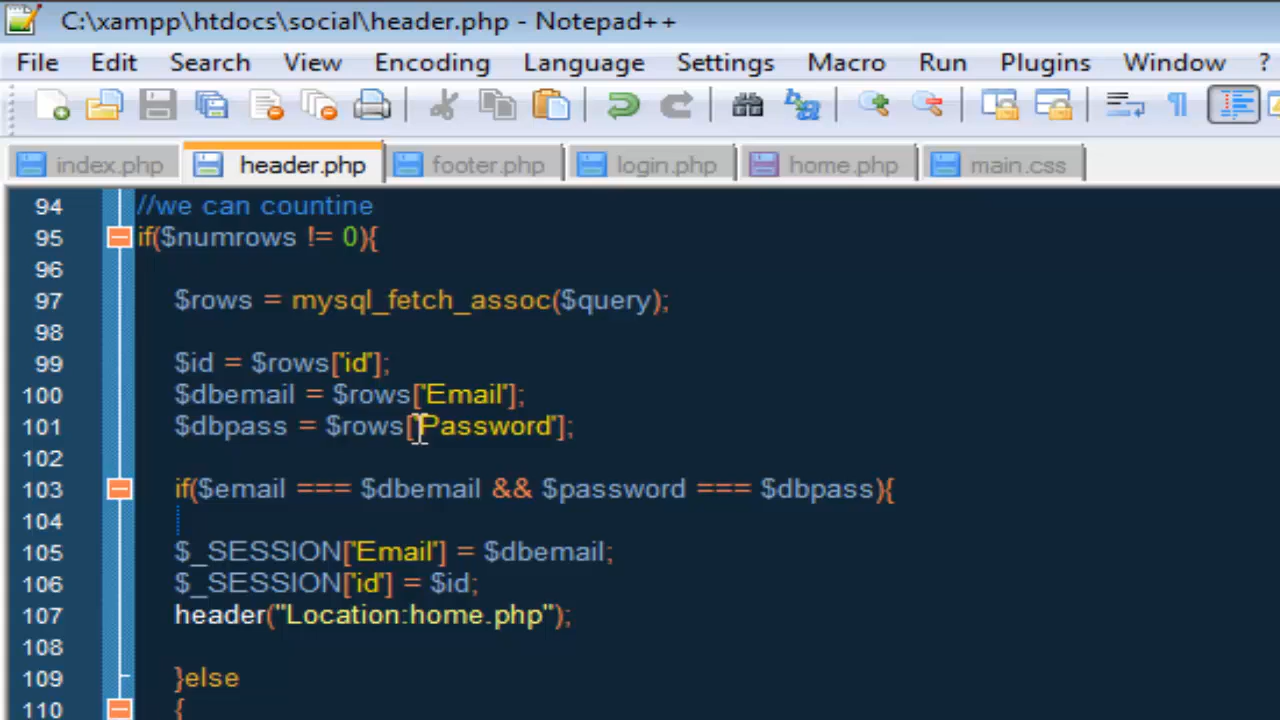 C:\xampp\htdocs\social\header.php - Notepad++
File Edit Search View Encoding Language Settings Macro Run Plugins Window ?
index.php header.php footer.php login.php home.php main.css
94 //we can countine
95 if($numrows != 0){
96
97 $rows = mysql_fetch_assoc($query);
98
99 $id = $rows['id'];
100 $dbemail = $rows['Email'];
101 $dbpass = $rows['Password'];
102
103 if($email === $dbemail && $password === $dbpass){
104
105 $_SESSION['Email'] = $dbemail;
106 $_SESSION['id'] = $id;
107 header("Location:home.php");
108
109 }else
110 {